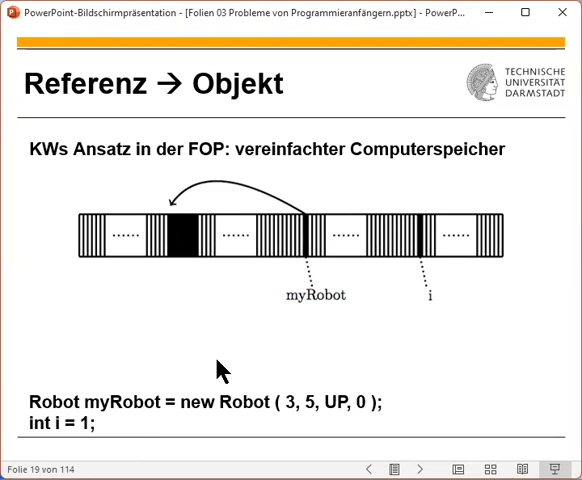 PowerPoint-Bildschirmpräsentation - [Folien 03 Probleme von Programmieranfängern.pptx] - PowerP...
Referenz → Objekt
TECHNISCHE
UNIVERSITÄT
DARMSTADT
KWs Ansatz in der FOP: vereinfachter Computerspeicher
...... ...... ...... ......
myRobot i
Robot myRobot = new Robot ( 3, 5, UP, 0 );
int i = 1;
Folie 19 von 114